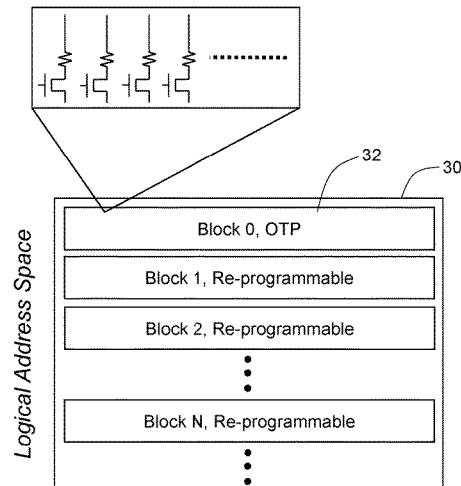 32
30
Logical Address Space
Block 0, OTP
Block 1, Re-programmable
Block 2, Re-programmable
Block N, Re-programmable